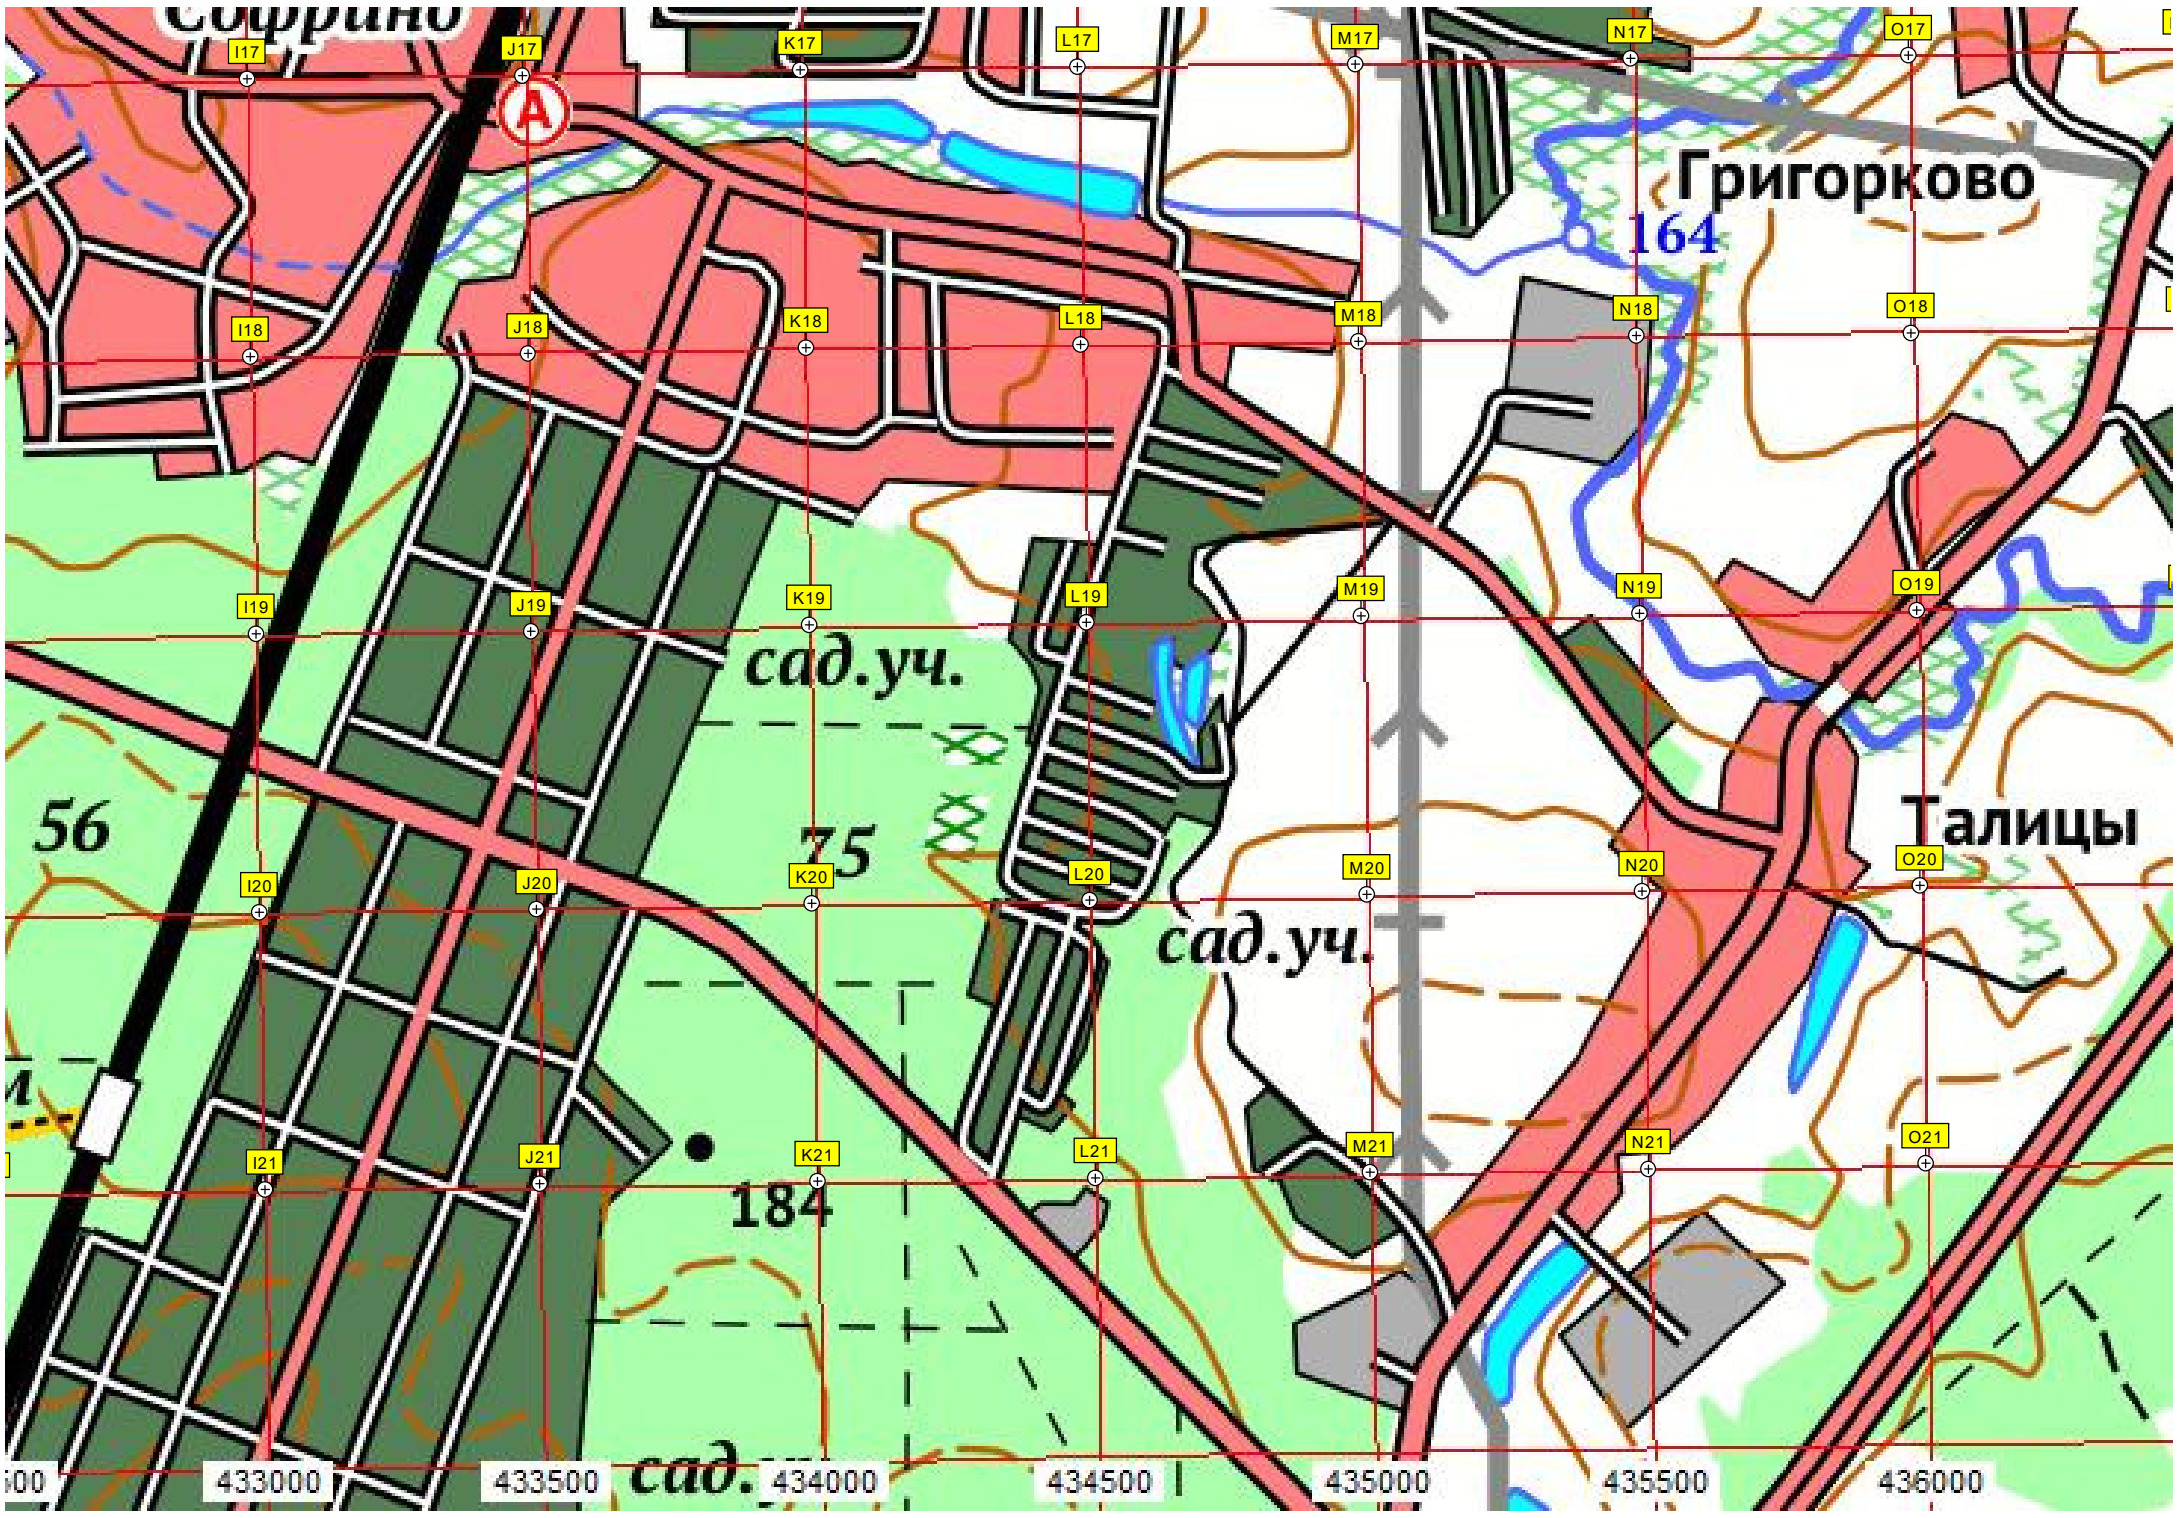 Софрино
I17
J17
K17
L17
M17
N17
O17
A
Григорково
164
I18
J18
K18
L18
M18
N18
O18
I19
J19
K19
L19
M19
N19
O19
сад.уч.
56
75
Талицы
I20
J20
K20
L20
M20
N20
O20
сад.уч.
м
I21
J21
K21
L21
M21
N21
O21
184
сад.у
433000
433500
434000
434500
435000
435500
436000